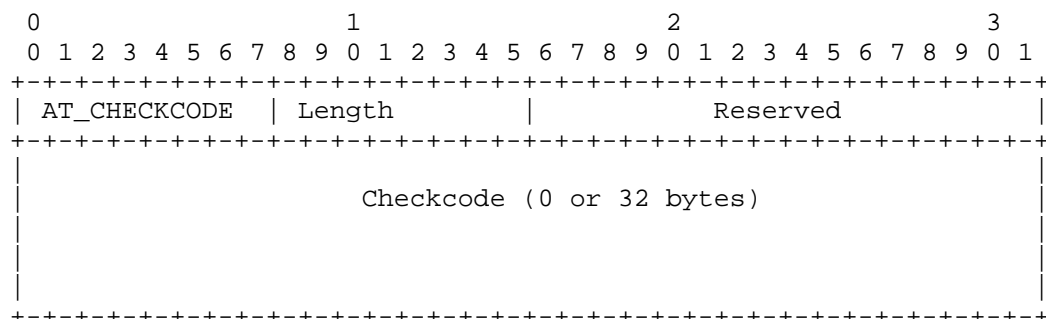 0                   1                   2                   3
 0 1 2 3 4 5 6 7 8 9 0 1 2 3 4 5 6 7 8 9 0 1 2 3 4 5 6 7 8 9 0 1
+-+-+-+-+-+-+-+-+-+-+-+-+-+-+-+-+-+-+-+-+-+-+-+-+-+-+-+-+-+-+-+-+
| AT_CHECKCODE  | Length        |           Reserved            |
+-+-+-+-+-+-+-+-+-+-+-+-+-+-+-+-+-+-+-+-+-+-+-+-+-+-+-+-+-+-+-+-+
|                                                               |
|                     Checkcode (0 or 32 bytes)                 |
|                                                               |
|                                                               |
|                                                               |
+-+-+-+-+-+-+-+-+-+-+-+-+-+-+-+-+-+-+-+-+-+-+-+-+-+-+-+-+-+-+-+-+